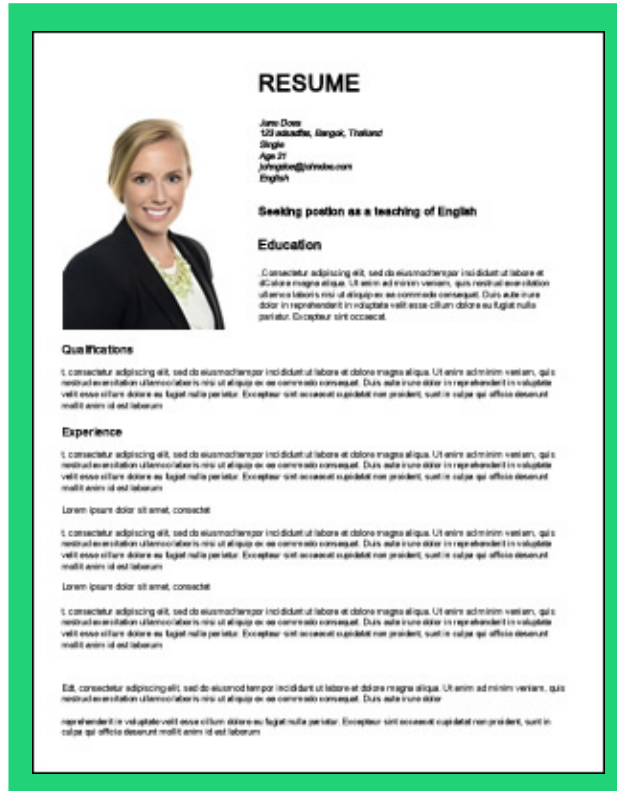 RESUME
Jane Does
Bangok, Thailand
Single
Age 21
English
Seeking postion as a teaching of English
Education
.Consectetur adipiscing elit, sed do eiusmod tempor incididunt ut labore et
dCalore magna aliqua. Ut enim ad minim veniam, quis nostrud exercitation
ullamco laboris nisi ut aliquip ex ea commodo consequat. Duis aute irure
dolor in reprehenderit in voluptate velit esse cillum dolore eu fugiat nulla
pariatur. Excepteur sint occaecat.
Qualfications
t, consectetur adipiscing elit, sed do eiusmod tempor incididunt ut labore et dolore magna aliqua. Ut enim ad minim veniam, quis
nostrud exercitation ullamco laboris nisi ut aliquip ex ea commodo consequat. Duis aute irure dolor in reprehenderit in voluptate
velit esse cillum dolore eu fugiat nulla pariatur. Excepteur sint occaecat cupidatat non proident, sunt in culpa qui officia deserunt
mollit anim id est laborum
Experience
t, consectetur adipiscing elit, sed do eiusmod tempor incididunt ut labore et dolore magna aliqua. Ut enim ad minim veniam, quis
nostrud exercitation ullamco laboris nisi ut aliquip ex ea commodo consequat. Duis aute irure dolor in reprehenderit in voluptate
velit esse cillum dolore eu fugiat nulla pariatur. Excepteur sint occaecat cupidatat non proident, sunt in culpa qui officia deserunt
mollit anim id est laborum
Lorem ipsum dolor sit amet, consectet
t, consectetur adipiscing elit, sed do eiusmod tempor incididunt ut labore et dolore magna aliqua. Ut enim ad minim veniam, quis
nostrud exercitation ullamco laboris nisi ut aliquip ex ea commodo consequat. Duis aute irure dolor in reprehenderit in voluptate
velit esse cillum dolore eu fugiat nulla pariatur. Excepteur sint occaecat cupidatat non proident, sunt in culpa qui officia deserunt
mollit anim id est laborum
Lorem ipsum dolor sit amet, consectet
t, consectetur adipiscing elit, sed do eiusmod tempor incididunt ut labore et dolore magna aliqua. Ut enim ad minim veniam, quis
nostrud exercitation ullamco laboris nisi ut aliquip ex ea commodo consequat. Duis aute irure dolor in reprehenderit in voluptate
velit esse cillum dolore eu fugiat nulla pariatur. Excepteur sint occaecat cupidatat non proident, sunt in culpa qui officia deserunt
mollit anim id est laborum
Edt, consectetur adipiscing elit, sed do eiusmod tempor incididunt ut labore et dolore magna aliqua. Ut enim ad minim veniam, quis
nostrud exercitation ullamco laboris nisi ut aliquip ex ea commodo consequat. Duis aute irure dolor
reprehenderit in voluptate velit esse cillum dolore eu fugiat nulla pariatur. Excepteur sint occaecat cupidatat non proident, sunt in
culpa qui officia deserunt mollit anim id est laborum